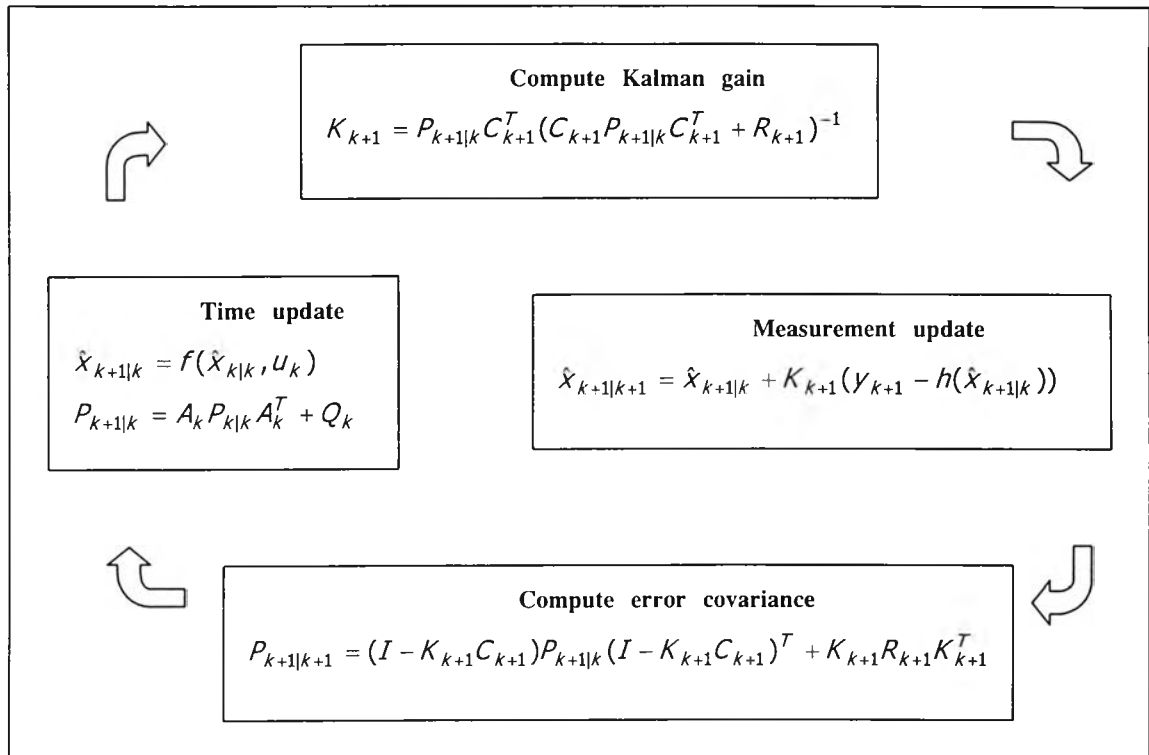 Compute Kalman gain
K_{k+1} = P_{k+1|k} C_{k+1}^T (C_{k+1} P_{k+1|k} C_{k+1}^T + R_{k+1})^{-1}
Time update
x̂_{k+1|k} = f(x̂_{k|k}, u_k)
P_{k+1|k} = A_k P_{k|k} A_k^T + Q_k
Measurement update
x̂_{k+1|k+1} = x̂_{k+1|k} + K_{k+1}(y_{k+1} − h(x̂_{k+1|k}))
Compute error covariance
P_{k+1|k+1} = (I − K_{k+1} C_{k+1}) P_{k+1|k} (I − K_{k+1} C_{k+1})^T + K_{k+1} R_{k+1} K_{k+1}^T